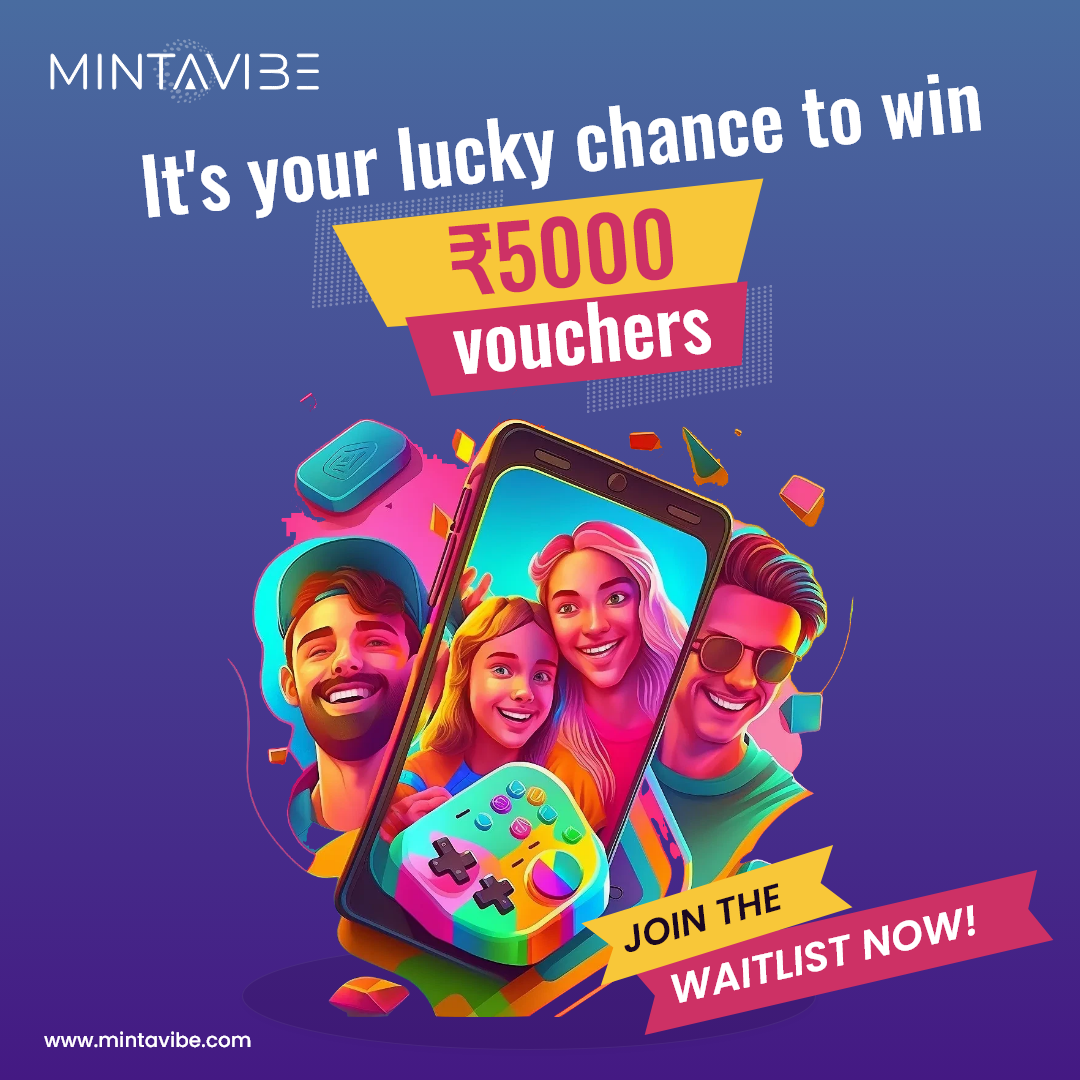 MINTAVIBE
It's your lucky chance to win
₹5000
vouchers
JOIN THE
WAITLIST NOW!
www.mintavibe.com